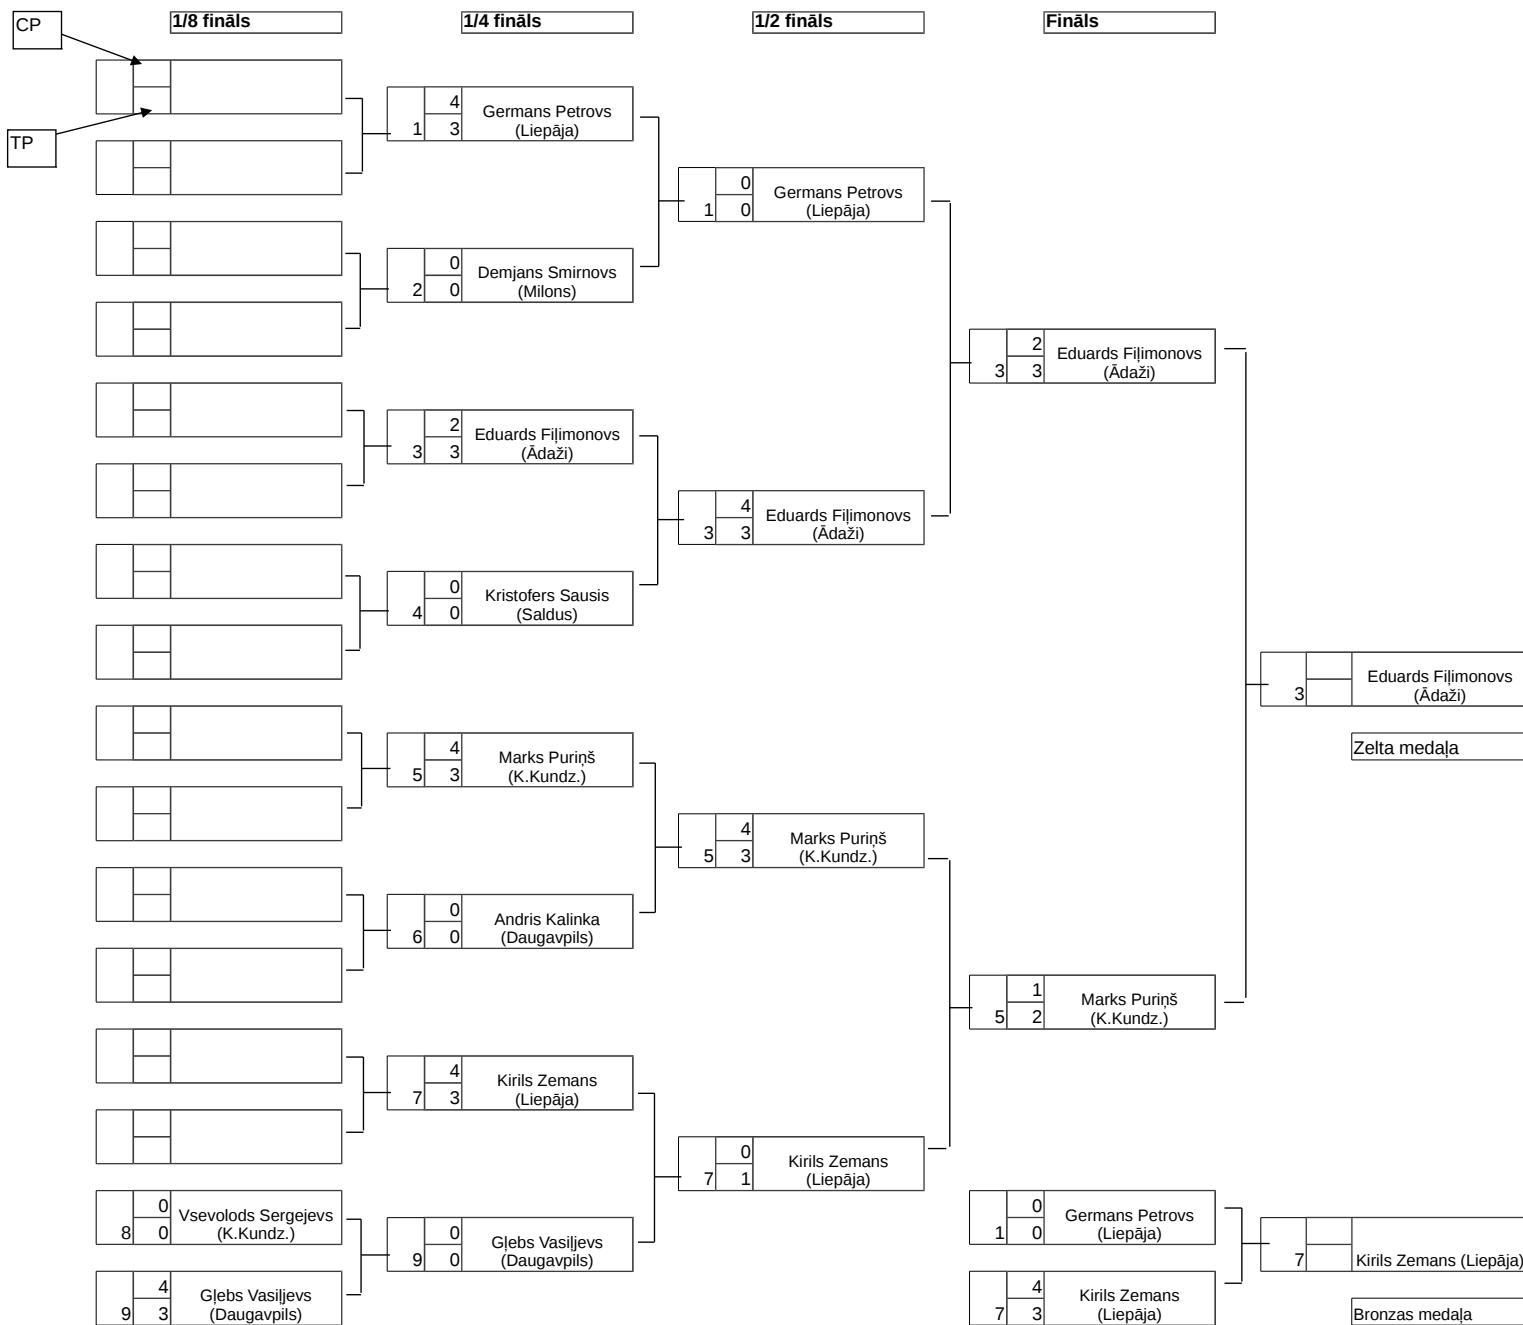 CP
1/8 fināls
1/4 fināls
1/2 fināls
Fināls
TP
4
1 3
Germans Petrovs
(Liepāja)
0
1 0
Germans Petrovs
(Liepāja)
0
2 0
Demjans Smirnovs
(Milons)
2
3 3
Eduards Fiļimonovs
(Ādaži)
2
3 3
Eduards Fiļimonovs
(Ādaži)
4
3 3
Eduards Fiļimonovs
(Ādaži)
0
4 0
Kristofers Sausis
(Saldus)
3
Eduards Fiļimonovs
(Ādaži)
Zelta medaļa
4
5 3
Marks Puriņš
(K.Kundz.)
4
5 3
Marks Puriņš
(K.Kundz.)
0
6 0
Andris Kalinka
(Daugavpils)
1
5 2
Marks Puriņš
(K.Kundz.)
4
7 3
Kirils Zemans
(Liepāja)
0
7 1
Kirils Zemans
(Liepāja)
0
8 0
Vsevolods Sergejevs
(K.Kundz.)
0
9 0
Gļebs Vasiļjevs
(Daugavpils)
0
1 0
Germans Petrovs
(Liepāja)
7
Kirils Zemans (Liepāja)
4
9 3
Gļebs Vasiļjevs
(Daugavpils)
4
7 3
Kirils Zemans
(Liepāja)
Bronzas medaļa